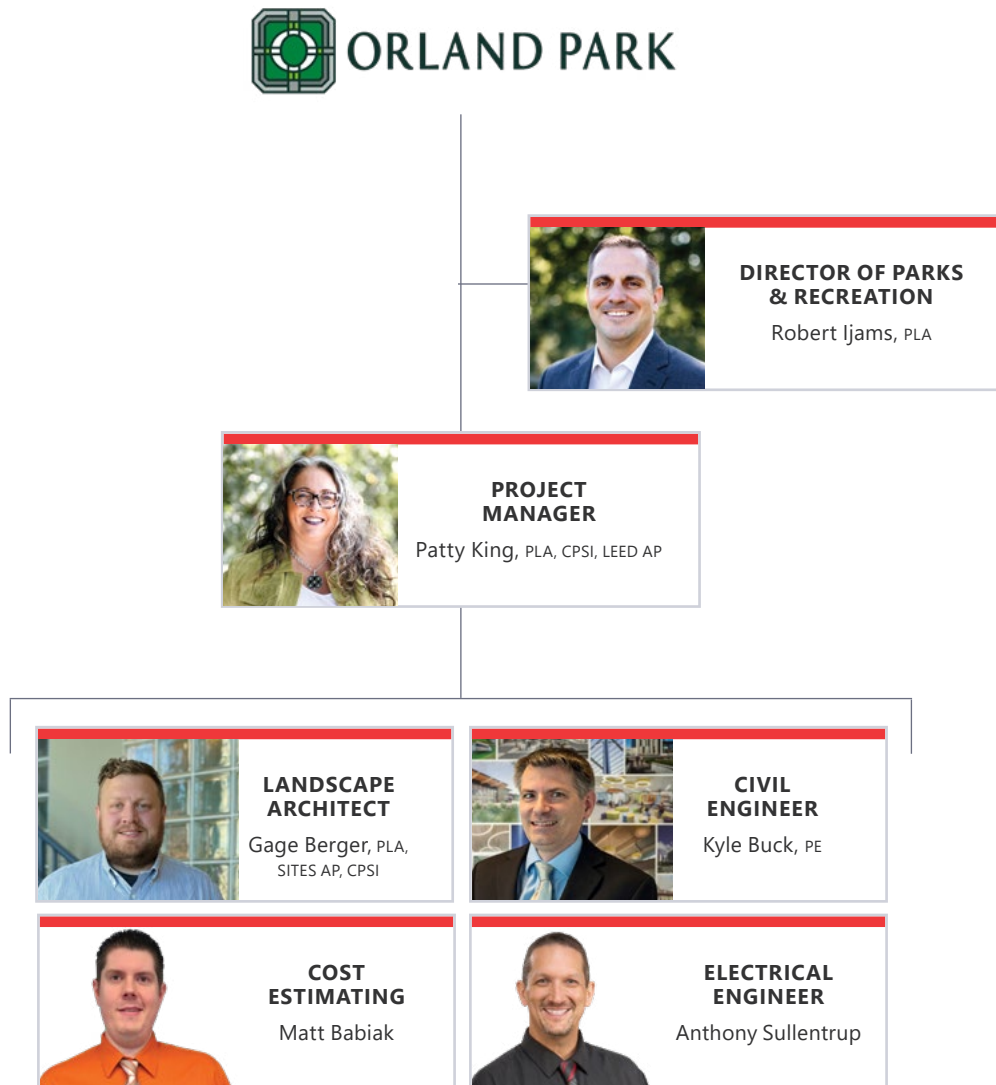 ORLAND PARK
DIRECTOR OF PARKS
& RECREATION
Robert Ijams, PLA
PROJECT
MANAGER
Patty King, PLA, CPSI, LEED AP
LANDSCAPE
ARCHITECT
Gage Berger, PLA,
SITES AP, CPSI
CIVIL
ENGINEER
Kyle Buck, PE
COST
ESTIMATING
Matt Babiak
ELECTRICAL
ENGINEER
Anthony Sullentrup